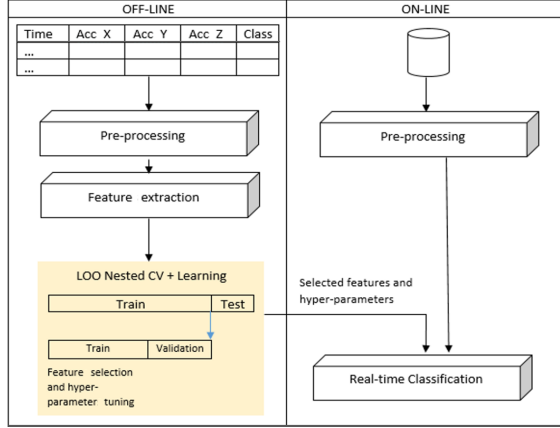 OFF-LINE
ON-LINE
Time Acc X Acc Y Acc Z Class
...
...
Pre-processing
Pre-processing
Feature extraction
LOO Nested CV + Learning
Train Test
Train Validation
Feature selection
and hyper-
parameter tuning
Selected features and
hyper-parameters
Real-time Classification